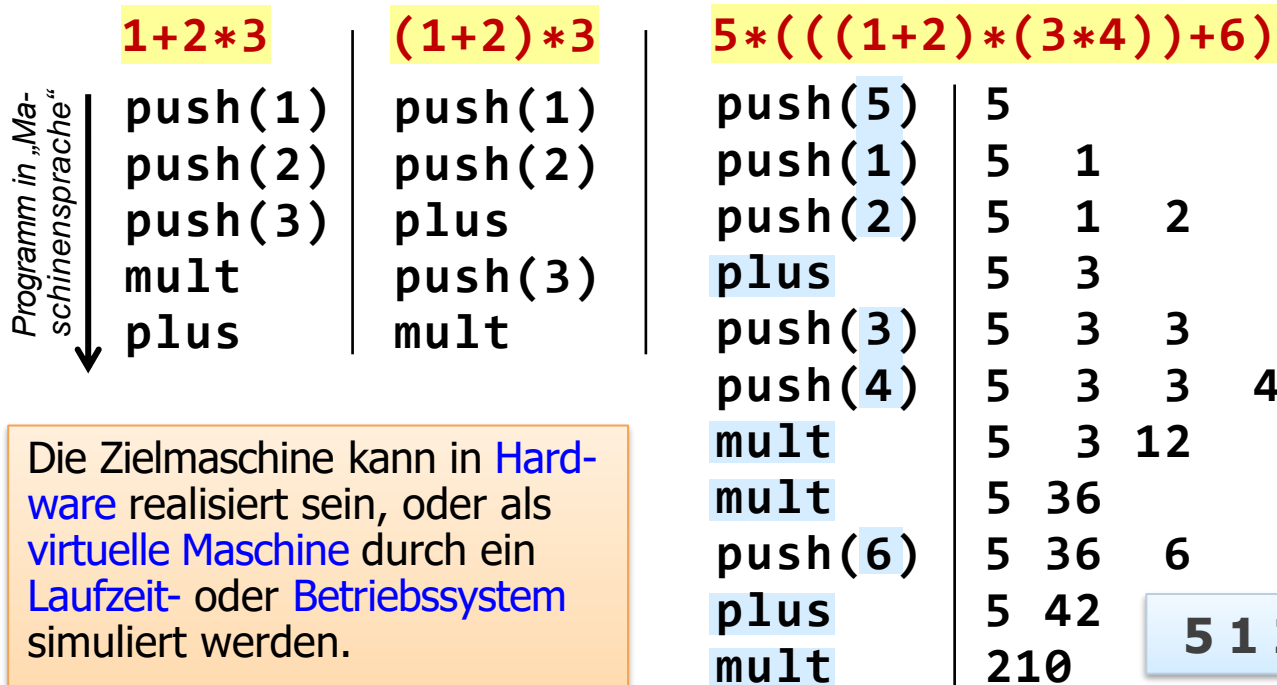 1+2*3
(1+2)*3
5*(((1+2)*(3*4))+6)
Programm in „Ma-
schinensprache“
push(1)
push(2)
push(3)
mult
plus
push(1)
push(2)
plus
push(3)
mult
push(5) 5
push(1) 5 1
push(2) 5 1 2
plus 5 3
push(3) 5 3 3
push(4) 5 3 3 4
mult 5 3 12
mult 5 36
push(6) 5 36 6
plus 5 42
mult 210
Die Zielmaschine kann in Hard-
ware realisiert sein, oder als
virtuelle Maschine durch ein
Laufzeit- oder Betriebssystem
simuliert werden.
5 1